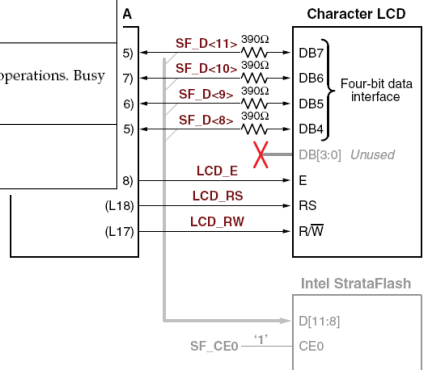 A
Character LCD
5)
SF_D<11>
390Ω
DB7
operations. Busy
7)
SF_D<10>
390Ω
DB6
Four-bit data
interface
6)
SF_D<9>
390Ω
DB5
5)
SF_D<8>
390Ω
DB4
DB[3:0] Unused
8)
LCD_E
E
(L18)
LCD_RS
RS
(L17)
LCD_RW
R/W̅
Intel StrataFlash
D[11:8]
SF_CE0
'1'
CE0